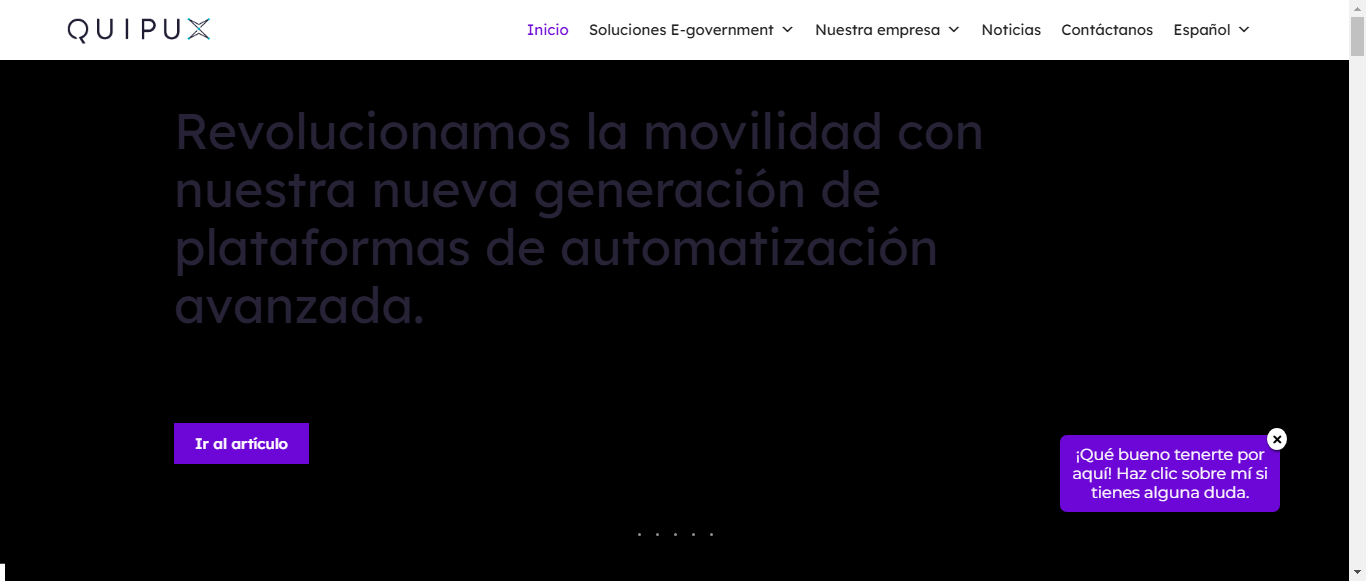 QUIPUX
Inicio Soluciones E-government Nuestra empresa Noticias Contáctanos Español
Revolucionamos la movilidad con
nuestra nueva generación de
plataformas de automatización
avanzada.
Ir al artículo
¡Qué bueno tenerte por
aquí! Haz clic sobre mí si
tienes alguna duda.